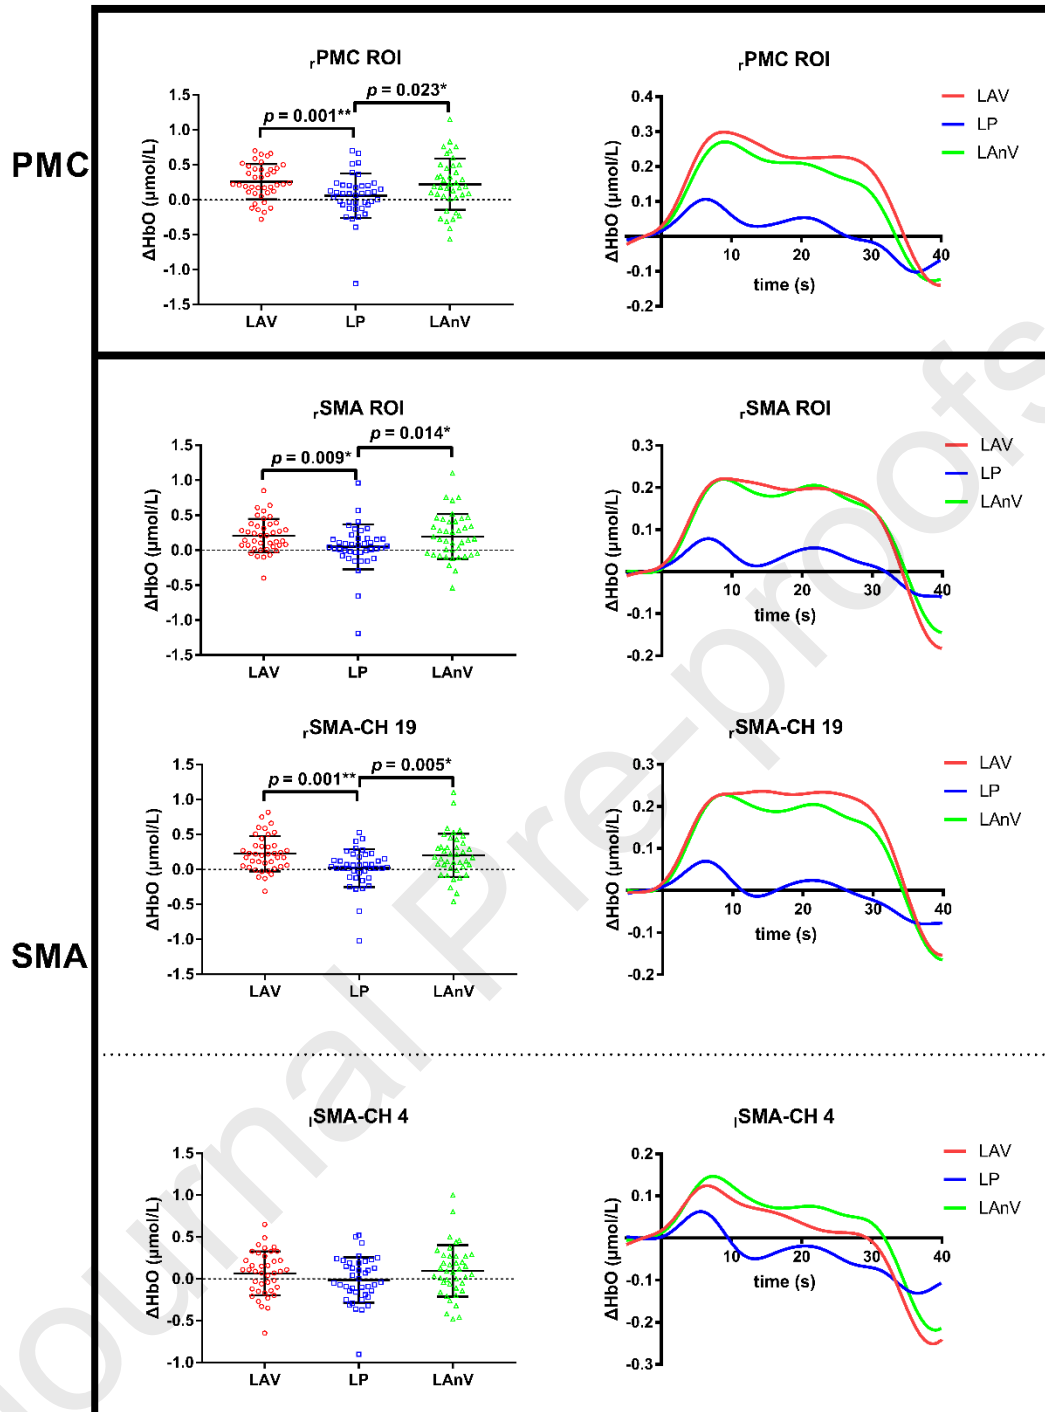 PMC
rPMC ROI
p = 0.023*
p = 0.001**
ΔHbO (μmol/L)
1.5
1.0
0.5
0.0
-0.5
-1.0
-1.5
LAV LP LAnV
rPMC ROI
LAV
LP
LAnV
ΔHbO (μmol/L)
0.4
0.3
0.2
0.1
-0.1
-0.2
10 20 30 40
time (s)
SMA
rSMA ROI
p = 0.014*
p = 0.009*
ΔHbO (μmol/L)
1.5
1.0
0.5
0.0
-0.5
-1.0
-1.5
LAV LP LAnV
rSMA ROI
LAV
LP
LAnV
ΔHbO (μmol/L)
0.3
0.2
0.1
-0.1
-0.2
10 20 30 40
time (s)
rSMA-CH 19
p = 0.005*
p = 0.001**
ΔHbO (μmol/L)
1.5
1.0
0.5
0.0
-0.5
-1.0
-1.5
LAV LP LAnV
rSMA-CH 19
LAV
LP
LAnV
ΔHbO (μmol/L)
0.3
0.2
0.1
-0.1
-0.2
10 20 30 40
time (s)
lSMA-CH 4
ΔHbO (μmol/L)
1.5
1.0
0.5
0.0
-0.5
-1.0
LAV LP LAnV
lSMA-CH 4
LAV
LP
LAnV
ΔHbO (μmol/L)
0.2
0.1
-0.1
-0.2
-0.3
10 20 30 40
time (s)
Journal Pre-proofs